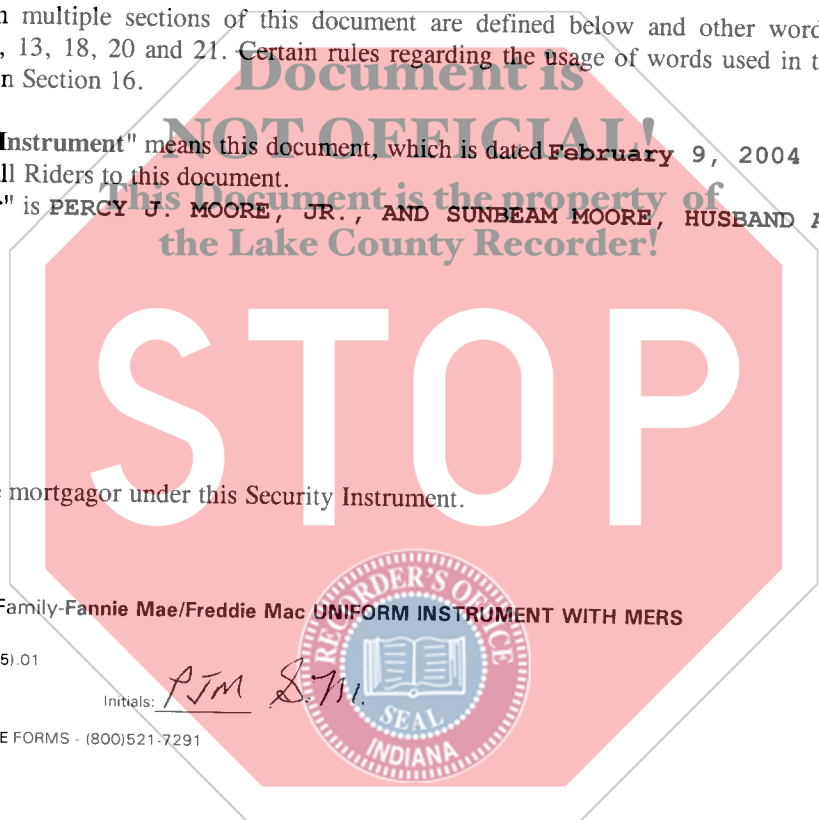 n multiple sections of this document are defined below and other word
, 13, 18, 20 and 21. Certain rules regarding the usage of words used in t
n Section 16.
Document is
NOT OFFICIAL!
Instrument" means this document, which is dated February 9, 2004
ll Riders to this document.
This Document is the property of
the Lake County Recorder!
" is PERCY J. MOORE, JR., AND SUNBEAM MOORE, HUSBAND A
STOP
mortgagor under this Security Instrument.
Family-Fannie Mae/Freddie Mac UNIFORM INSTRUMENT WITH MERS
5).01
Initials: PJM S.M.
E FORMS - (800)521-7291
RECORDER'S OFFICE
SEAL
INDIANA